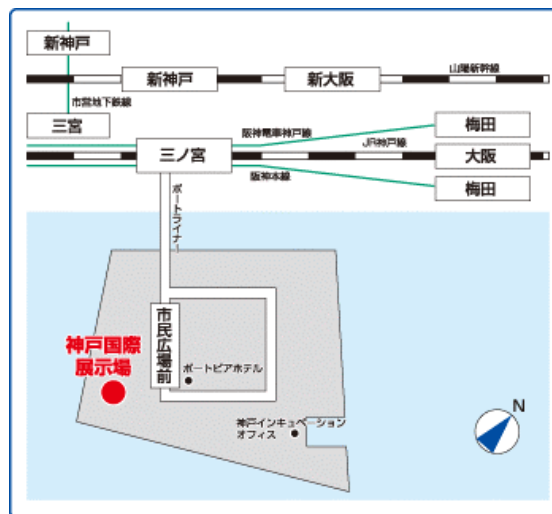 新神戸
山陽新幹線
新神戸
新大阪
市営地下鉄線
三宮
阪神電車神戸線
梅田
JR神戸線
三ノ宮
大阪
阪神本線
梅田
ポートライナー
市民広場前
神戸国際
展示場
ポートピアホテル
神戸インキュベーション
オフィス
N